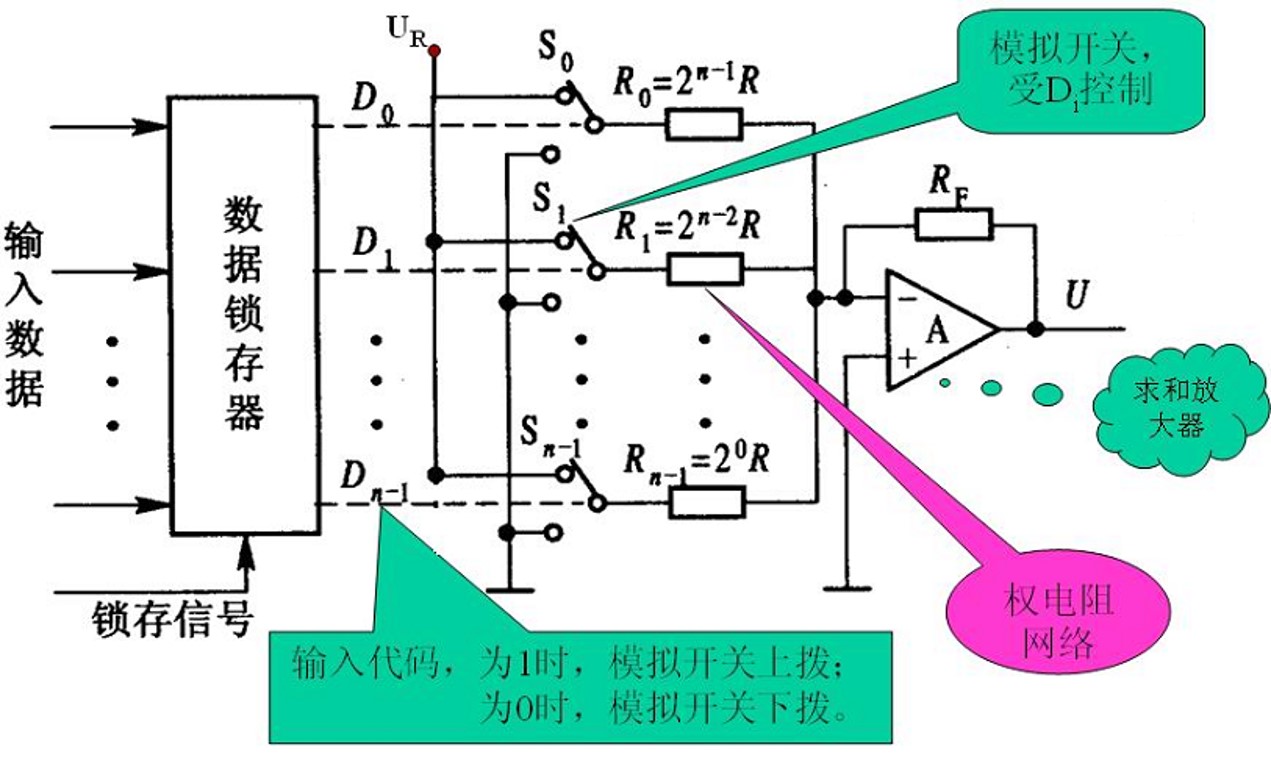 U_R
S_0
R_0=2^{n-1}R
模拟开关，
受D_i控制
D_0
S_1
R_1=2^{n-2}R
R_F
D_1
输入数据
数据锁存器
U
A
−
+
求和放
大器
S_{n-1}
R_{n-1}=2^0R
D_{n-1}
锁存信号
权电阻
网络
输入代码，为1时，模拟开关上拨；
为0时，模拟开关下拨。